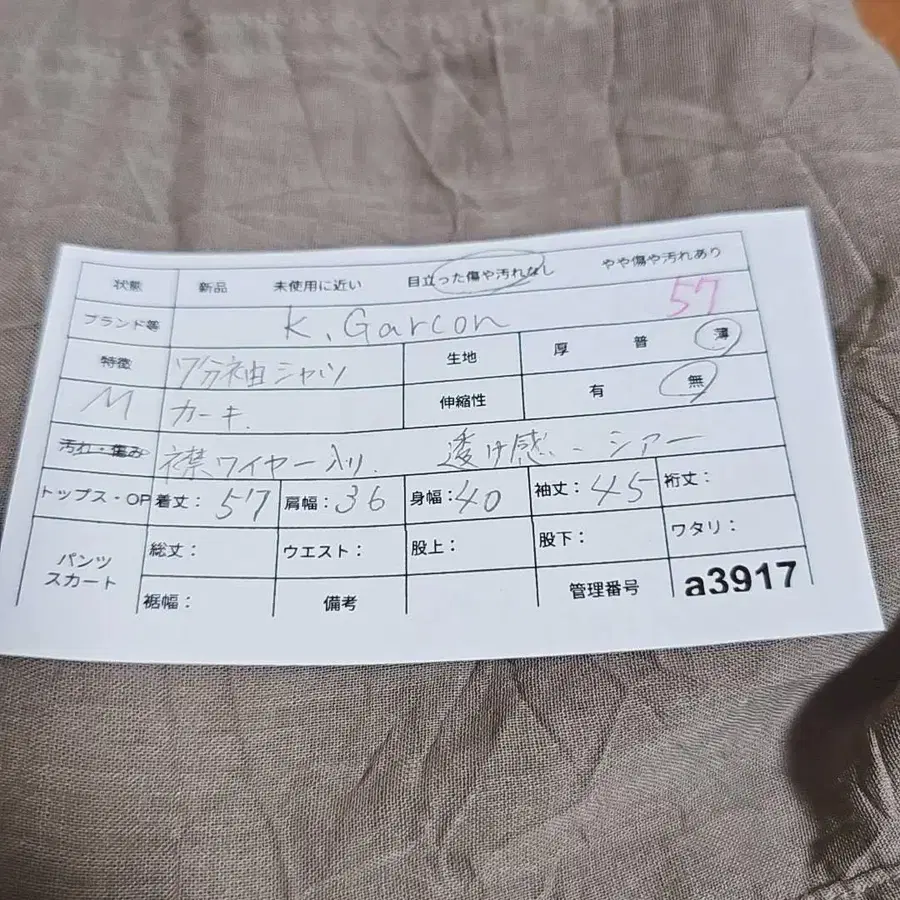 状態 新品 未使用に近い 目立った傷や汚れなし やや傷や汚れあり
ブランド等 K.Garcon 57
特徴 7分袖シャツ 生地 厚 普 薄
M カーキ. 伸縮性 有 無
汚れ・傷み 襟ワイヤー入り. 透け感.. シアー
トップス・OP 着丈：57 肩幅：36 身幅：40 袖丈：45 裄丈：
パンツ スカート 総丈： ウエスト： 股上： 股下： ワタリ：
裾幅： 備考 管理番号 a3917